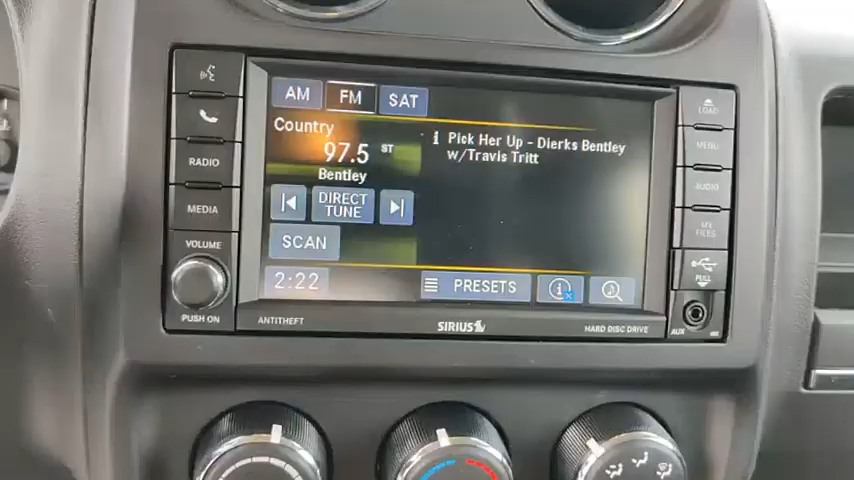 AM FM SAT
Country
97.5 ST
Bentley
i Pick Her Up - Dierks Bentley
w/Travis Tritt
DIRECT
TUNE
SCAN
2:22
PRESETS
RADIO
MEDIA
VOLUME
PUSH ON
LOAD
MENU
AUDIO
MY
FILES
PULL
AUX
ANTITHEFT
SIRIUS
HARD DISC DRIVE